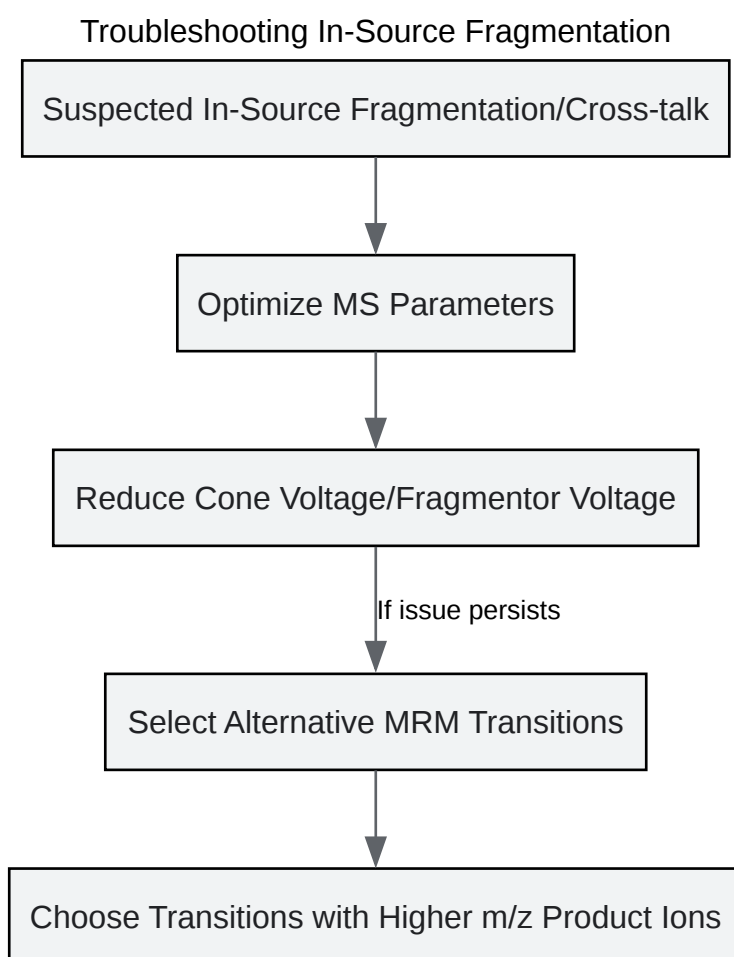 Troubleshooting In-Source Fragmentation
Suspected In-Source Fragmentation/Cross-talk
Optimize MS Parameters
Reduce Cone Voltage/Fragmentor Voltage
If issue persists
Select Alternative MRM Transitions
Choose Transitions with Higher m/z Product Ions